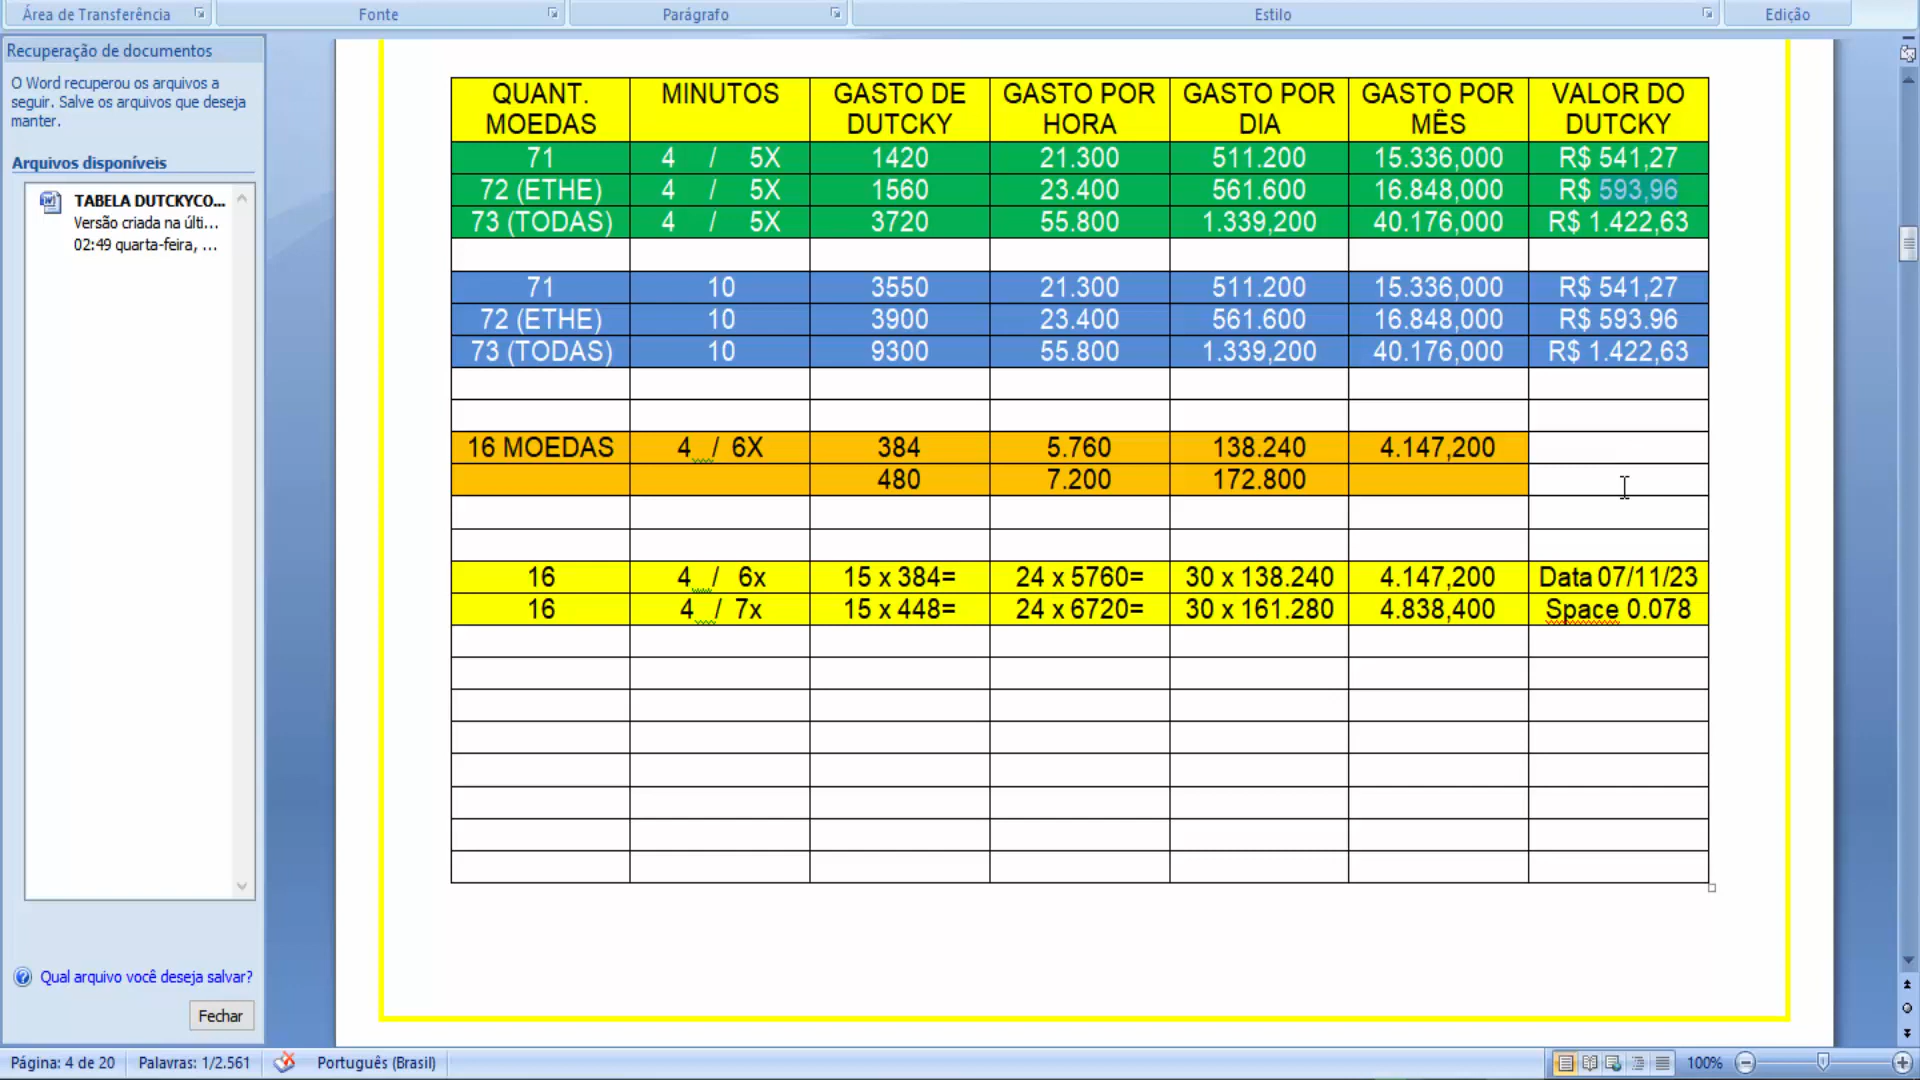 Área de Transferência Fonte Parágrafo Estilo Edição
Recuperação de documentos
O Word recuperou os arquivos a
seguir. Salve os arquivos que deseja
manter.
Arquivos disponíveis
TABELA DUTCKYCO...
Versão criada na últi...
02:49 quarta-feira, ...
Qual arquivo você deseja salvar?
Fechar
QUANT. MOEDAS MINUTOS GASTO DE DUTCKY GASTO POR HORA GASTO POR DIA GASTO POR MÊS VALOR DO DUTCKY
71 4 / 5X 1420 21.300 511.200 15.336,000 R$ 541,27
72 (ETHE) 4 / 5X 1560 23.400 561.600 16.848,000 R$ 593,96
73 (TODAS) 4 / 5X 3720 55.800 1.339,200 40.176,000 R$ 1.422,63
71 10 3550 21.300 511.200 15.336,000 R$ 541,27
72 (ETHE) 10 3900 23.400 561.600 16.848,000 R$ 593.96
73 (TODAS) 10 9300 55.800 1.339,200 40.176,000 R$ 1.422,63
16 MOEDAS 4 / 6X 384 5.760 138.240 4.147,200
480 7.200 172.800
16 4 / 6x 15 x 384= 24 x 5760= 30 x 138.240 4.147,200 Data 07/11/23
16 4 / 7x 15 x 448= 24 x 6720= 30 x 161.280 4.838,400 Space 0.078
Página: 4 de 20 Palavras: 1/2.561 Português (Brasil) 100%